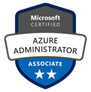 Microsoft
CERTIFIED
AZURE
ADMINISTRATOR
ASSOCIATE